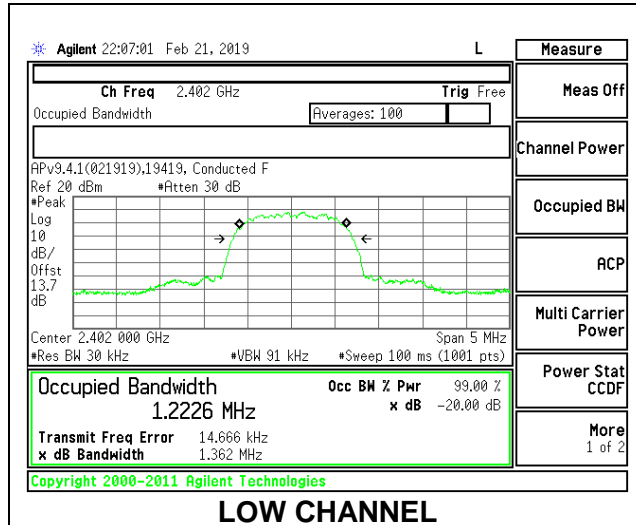 Agilent 22:07:01 Feb 21, 2019 L
Measure
Ch Freq 2.402 GHz Trig Free
Occupied Bandwidth Averages: 100
APv9.4.1(021919),19419, Conducted F
Ref 20 dBm #Atten 30 dB
#Peak
Log
10
dB/
Offst
13.7
dB
Center 2.402 000 GHz Span 5 MHz
#Res BW 30 kHz #VBW 91 kHz #Sweep 100 ms (1001 pts)
Occupied Bandwidth Occ BW % Pwr 99.00 %
1.2226 MHz x dB -20.00 dB
Transmit Freq Error 14.666 kHz
x dB Bandwidth 1.362 MHz
Copyright 2000-2011 Agilent Technologies
Meas Off
Channel Power
Occupied BW
ACP
Multi Carrier
Power
Power Stat
CCDF
More
1 of 2
LOW CHANNEL